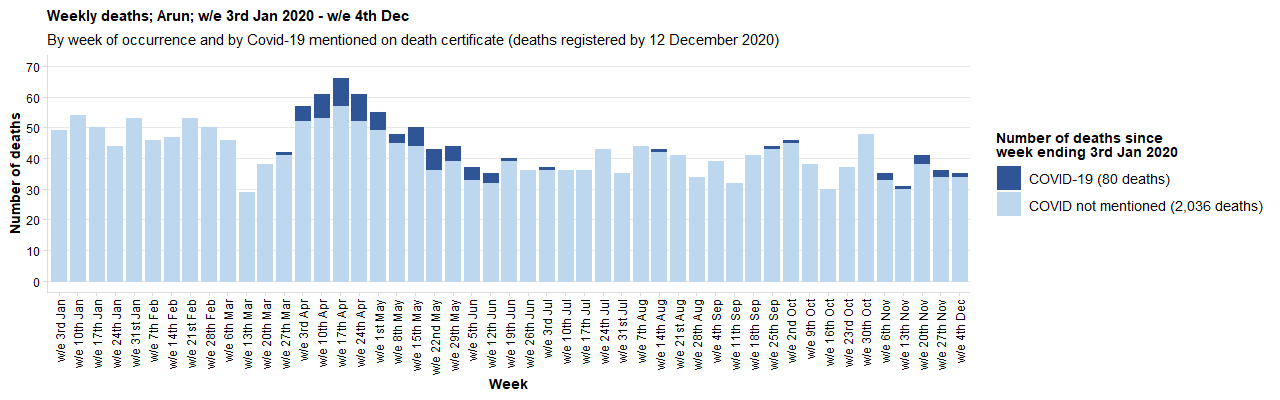 Weekly deaths; Arun; w/e 3rd Jan 2020 - w/e 4th Dec
By week of occurrence and by Covid-19 mentioned on death certificate (deaths registered by 12 December 2020)
Number of deaths
70
60
50
40
30
20
10
0
w/e 3rd Jan
w/e 10th Jan
w/e 17th Jan
w/e 24th Jan
w/e 31st Jan
w/e 7th Feb
w/e 14th Feb
w/e 21st Feb
w/e 28th Feb
w/e 6th Mar
w/e 13th Mar
w/e 20th Mar
w/e 27th Mar
w/e 3rd Apr
w/e 10th Apr
w/e 17th Apr
w/e 24th Apr
w/e 1st May
w/e 8th May
w/e 15th May
w/e 22nd May
w/e 29th May
w/e 5th Jun
w/e 12th Jun
w/e 19th Jun
w/e 26th Jun
w/e 3rd Jul
w/e 10th Jul
w/e 17th Jul
w/e 24th Jul
w/e 31st Jul
w/e 7th Aug
w/e 14th Aug
w/e 21st Aug
w/e 28th Aug
w/e 4th Sep
w/e 11th Sep
w/e 18th Sep
w/e 25th Sep
w/e 2nd Oct
w/e 9th Oct
w/e 16th Oct
w/e 23rd Oct
w/e 30th Oct
w/e 6th Nov
w/e 13th Nov
w/e 20th Nov
w/e 27th Nov
w/e 4th Dec
Week
Number of deaths since
week ending 3rd Jan 2020
COVID-19 (80 deaths)
COVID not mentioned (2,036 deaths)